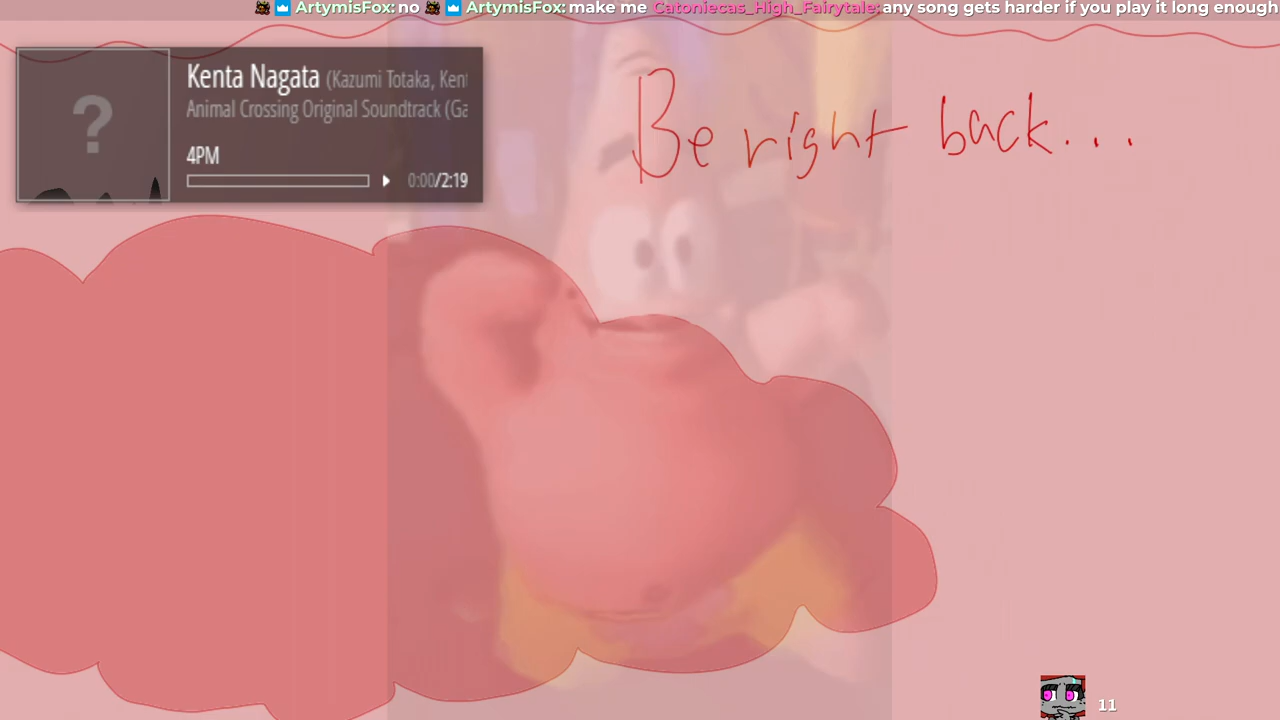 ArtymisFox: no ArtymisFox: make me Catoniecas_High_Fairytale: any song gets harder if you play it long enough
Kenta Nagata (Kazumi Totaka, Kent
Animal Crossing Original Soundtrack (Ga
4PM
0:00/2:19
Be right back...
?
11